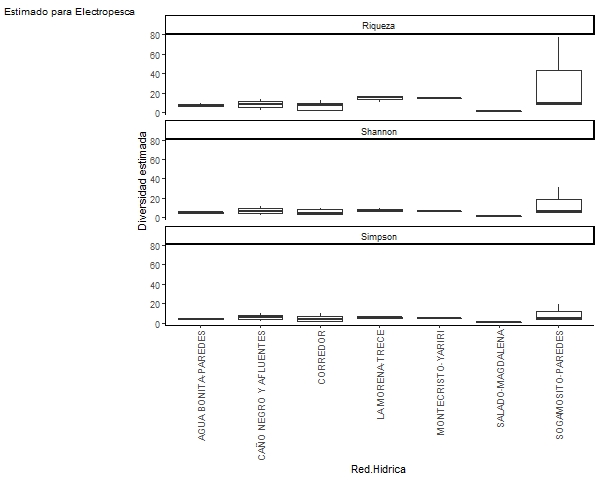 Estimado para Electropesca
Riqueza
80
60
40
20
0
Shannon
80
60
40
20
0
Simpson
80
60
40
20
0
Diversidad estimada
AGUA BONITA-PAREDES
CAÑO NEGRO Y AFLUENTES
CORREDOR
LA MORENA-TRECE
MONTECRISTO-YARIRI
SALADO-MAGDALENA
SOGAMOSITO-PAREDES
Red.Hidrica